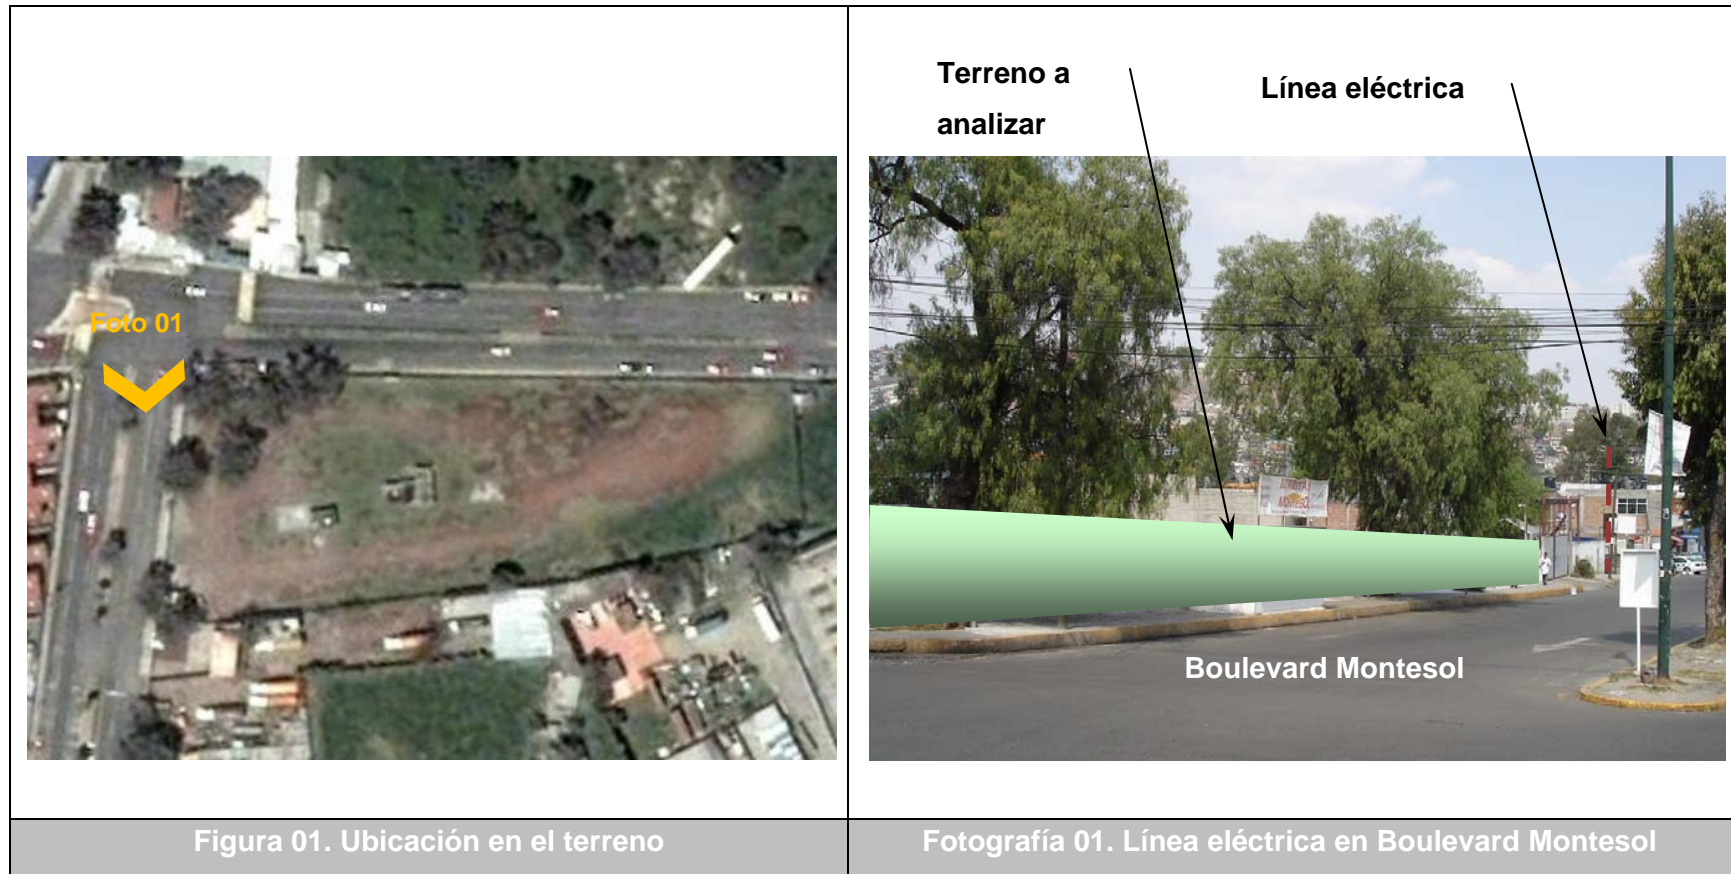 Terreno a
analizar
Línea eléctrica
Foto 01
MONTESOL
Boulevard Montesol
Figura 01. Ubicación en el terreno
Fotografía 01. Línea eléctrica en Boulevard Montesol